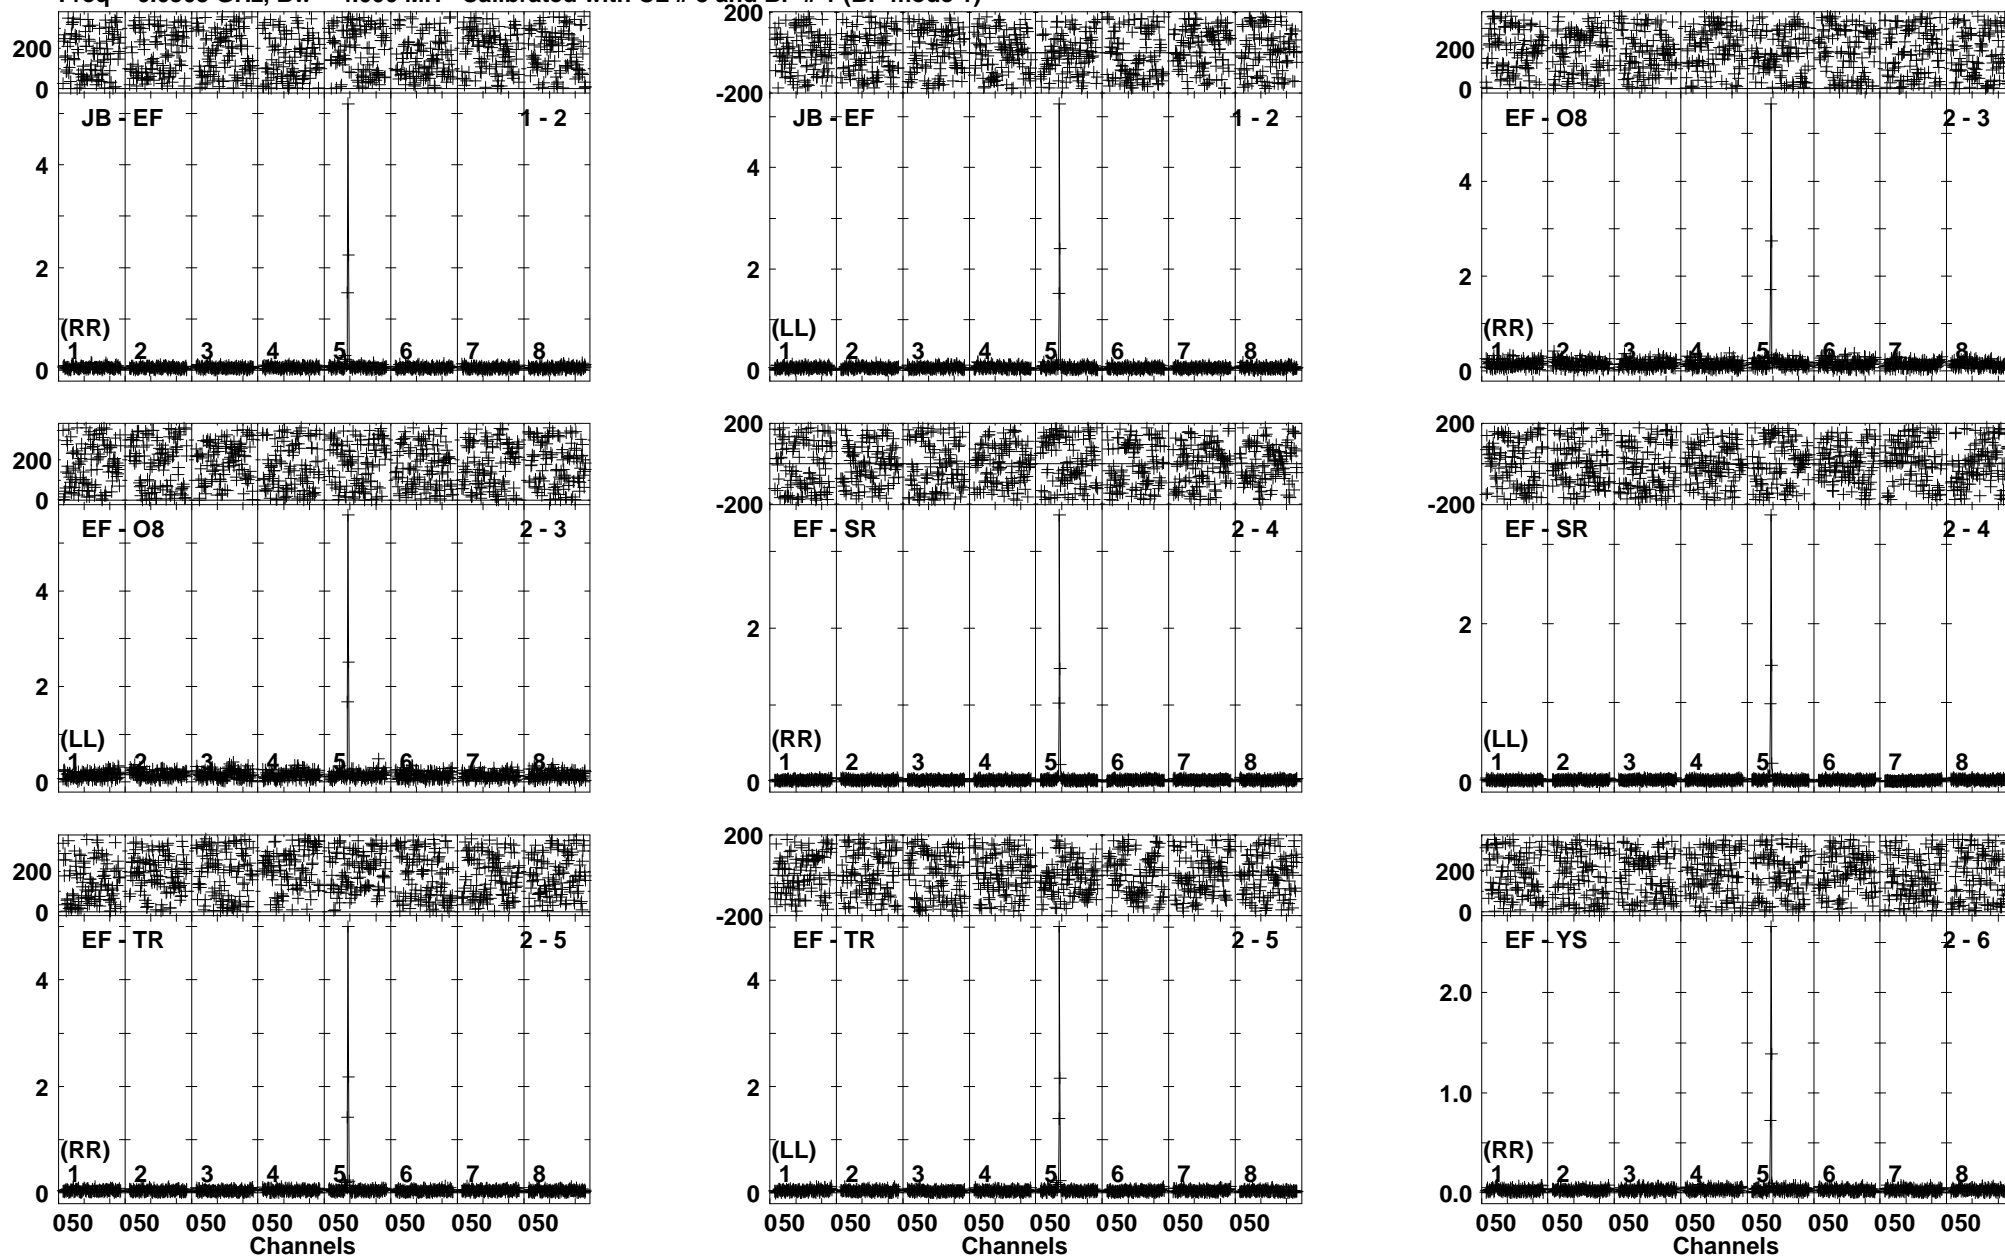 200 200 200
0 -200 0
JB - EF 1 - 2 JB - EF 1 - 2 EF - O8 2 - 3
4 4 4
2 2 2
(RR) (LL) (RR)
1 2 3 4 5 6 7 8 1 2 3 4 5 6 7 8 1 2 3 4 5 6 7 8
0 0 0
200 200 200
0 -200 -200
EF - O8 2 - 3 EF - SR 2 - 4 EF - SR 2 - 4
4 2 2
2
(LL) (RR) (LL)
1 2 3 4 5 6 7 8 1 2 3 4 5 6 7 8 1 2 3 4 5 6 7 8
0 0 0
200 200 200
0 -200 0
EF - TR 2 - 5 EF - TR 2 - 5 EF - YS 2 - 6
4 4 2.0
2 2 1.0
(RR) (LL) (RR)
1 2 3 4 5 6 7 8 1 2 3 4 5 6 7 8 1 2 3 4 5 6 7 8
0 0 0.0
050 050 050 050 050 050 050 050 050 050 050 050 050 050 050 050 050 050 050 050 050 050 050 050
Channels Channels Channels